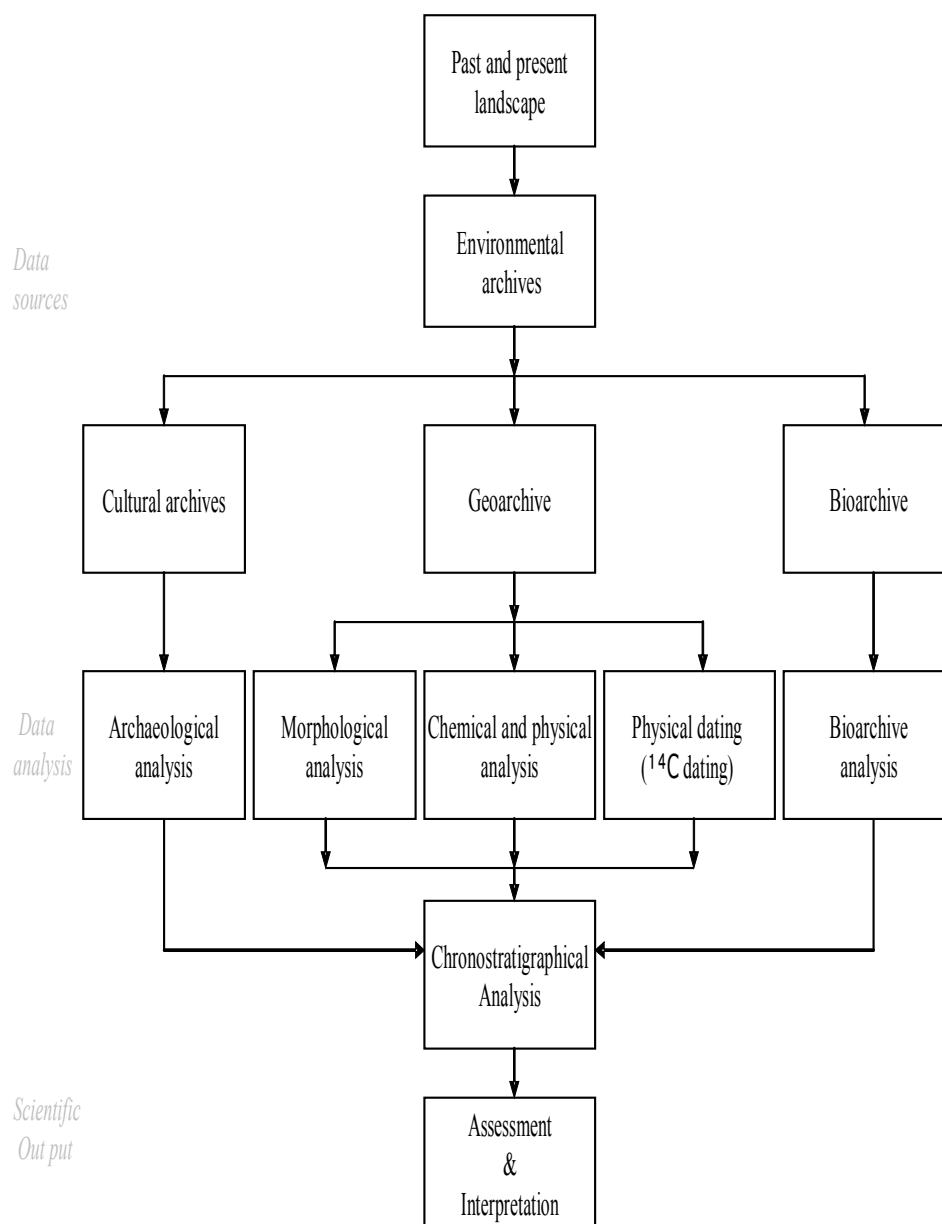 Past and present
landscape
Environmental
archives
Data
sources
Cultural archives
Geoarchive
Bioarchive
Data
analysis
Archaeological
analysis
Morphological
analysis
Chemical and physical
analysis
Physical dating
(¹⁴C dating)
Bioarchive
analysis
Chronostratigraphical
Analysis
Scientific
Out put
Assessment
&
Interpretation